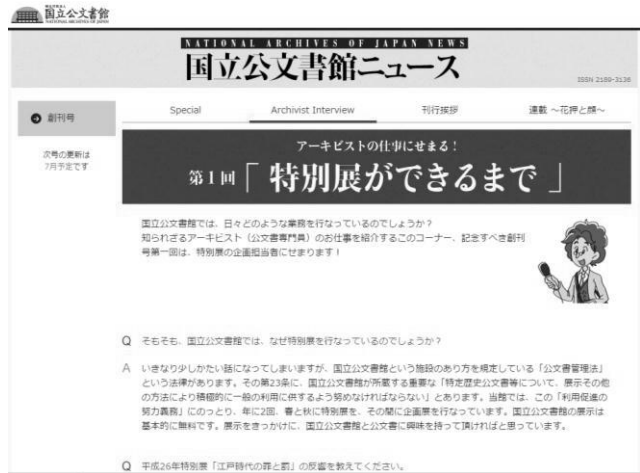 国立公文書館
NATIONAL ARCHIVES OF JAPAN
NATIONAL ARCHIVES OF JAPAN NEWS
国立公文書館ニュース
ISSN 2189-3136
創刊号
次号の更新は
7月予定です
Special
Archivist Interview
刊行挨拶
連載 ～花押と顔～
アーキビストの仕事にせまる！
第1回「 特別展ができるまで 」
国立公文書館では、日々どのような業務を行なっているのでしょうか？
知られざるアーキビスト（公文書専門員）のお仕事を紹介するこのコーナー、記念すべき創刊
号第一回は、特別展の企画担当者にせまります！
Q そもそも、国立公文書館では、なぜ特別展を行なっているのでしょうか？
A いきなり少しかたい話になってしまいますが、国立公文書館という施設のあり方を規定している「公文書管理法」
という法律があります。その第23条に、国立公文書館が所蔵する重要な「特定歴史公文書等について、展示その他
の方法により積極的に一般の利用に供するよう努めなければならない」とあります。当館では、この「利用促進の
努力義務」にのっとり、年に2回、春と秋に特別展を、その間に企画展を行なっています。国立公文書館の展示は
基本的に無料です。展示をきっかけに、国立公文書館と公文書に興味を持って頂ければと思っています。
Q 平成26年特別展「江戸時代の罪と罰」の反響を教えてください。